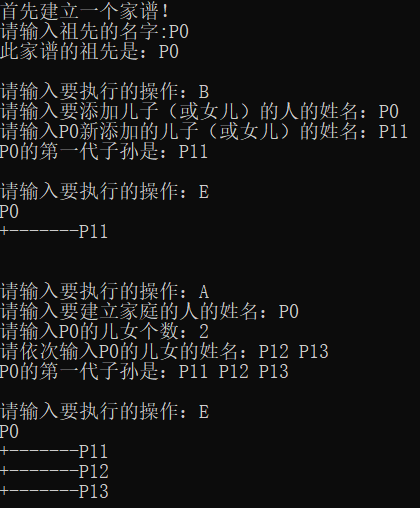 首先建立一个家谱!
请输入祖先的名字:P0
此家谱的祖先是：P0
请输入要执行的操作：B
请输入要添加儿子（或女儿）的人的姓名：P0
请输入P0新添加的儿子（或女儿）的姓名：P11
P0的第一代子孙是：P11
请输入要执行的操作：E
P0
+-------P11
请输入要执行的操作：A
请输入要建立家庭的人的姓名：P0
请输入P0的儿女个数：2
请依次输入P0的儿女的姓名：P12 P13
P0的第一代子孙是：P11 P12 P13
请输入要执行的操作：E
P0
+-------P11
+-------P12
+-------P13